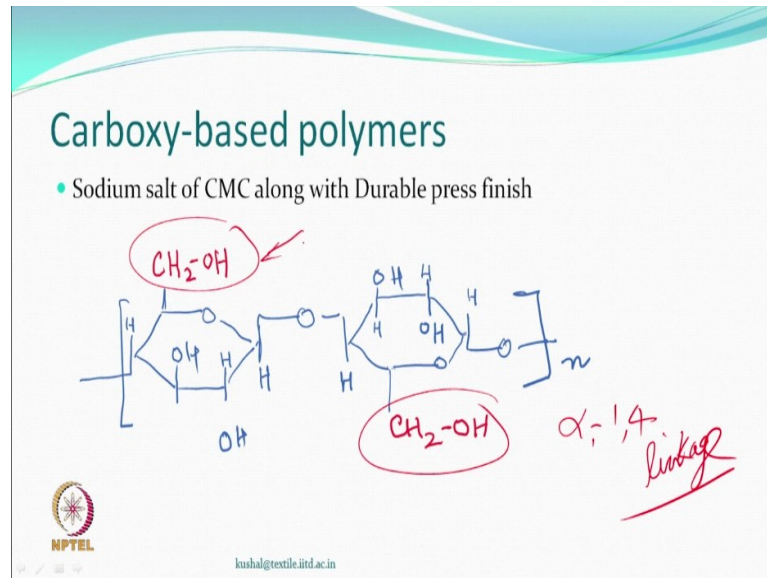 Carboxy-based polymers
• Sodium salt of CMC along with Durable press finish
CH2-OH
OH H
H
H
O
O
H
OH
OH H
H
O
n
H
H
O
OH
CH2-OH
α-1,4
linkage
NPTEL
kushal@textile.iitd.ac.in